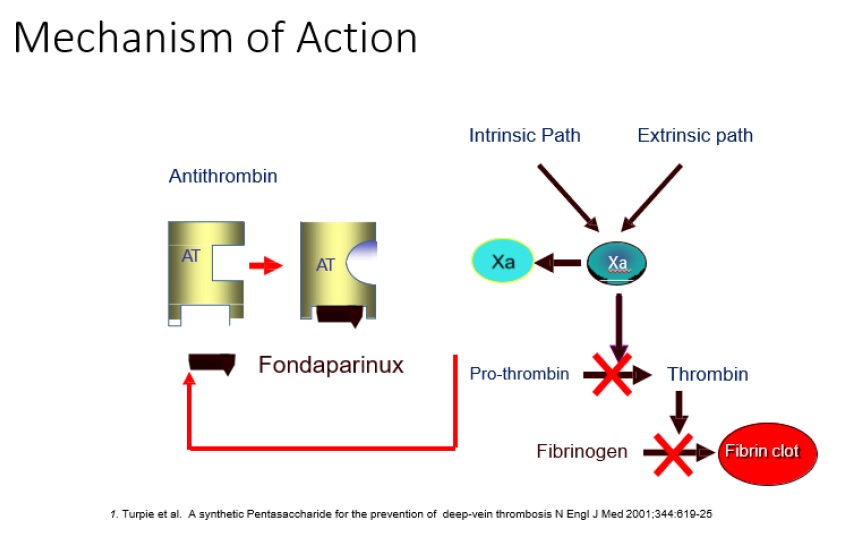 Mechanism of Action
Intrinsic Path
Extrinsic path
Antithrombin
AT
AT
Xa
Xa
Fondaparinux
Pro-thrombin
Thrombin
Fibrinogen
Fibrin clot
1. Turpie et al. A synthetic Pentasaccharide for the prevention of deep-vein thrombosis N Engl J Med 2001;344:619-25